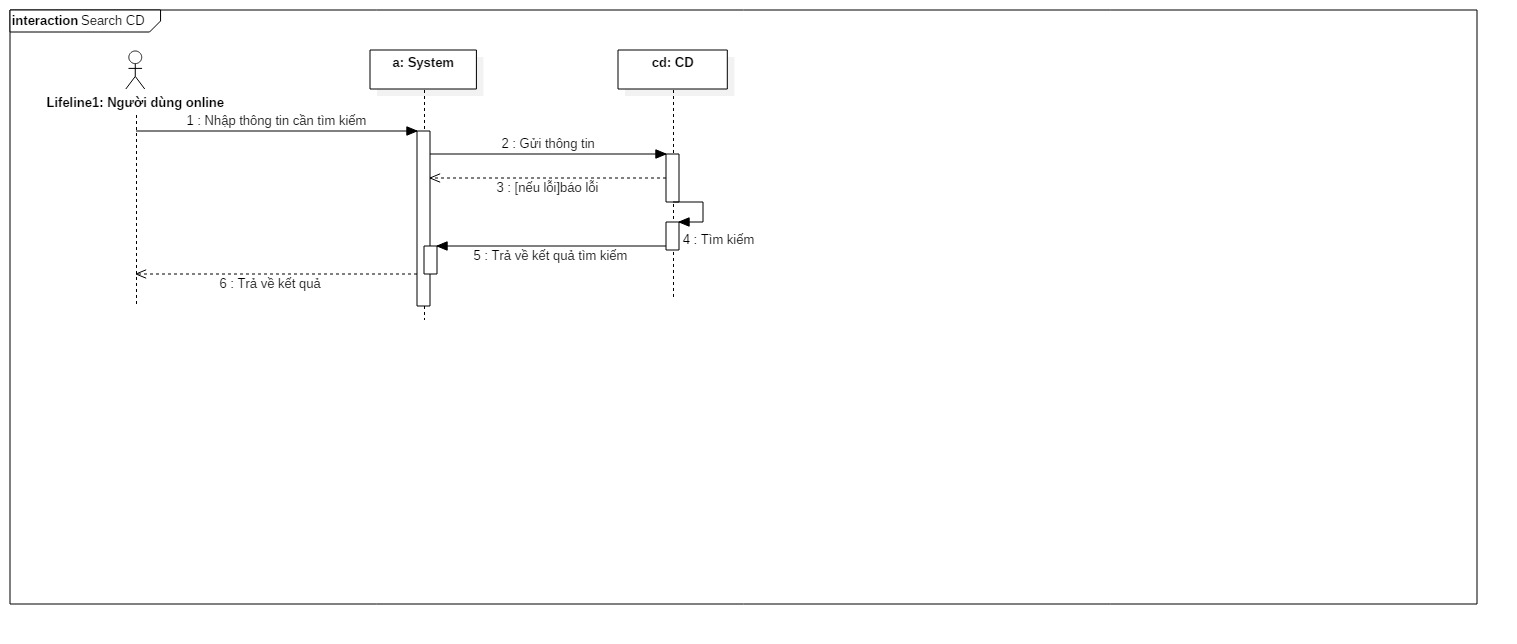 interaction Search CD
a: System
cd: CD
Lifeline1: Người dùng online
1 : Nhập thông tin cần tìm kiếm
2 : Gửi thông tin
3 : [nếu lỗi]báo lỗi
4 : Tìm kiếm
5 : Trả về kết quả tìm kiếm
6 : Trả về kết quả